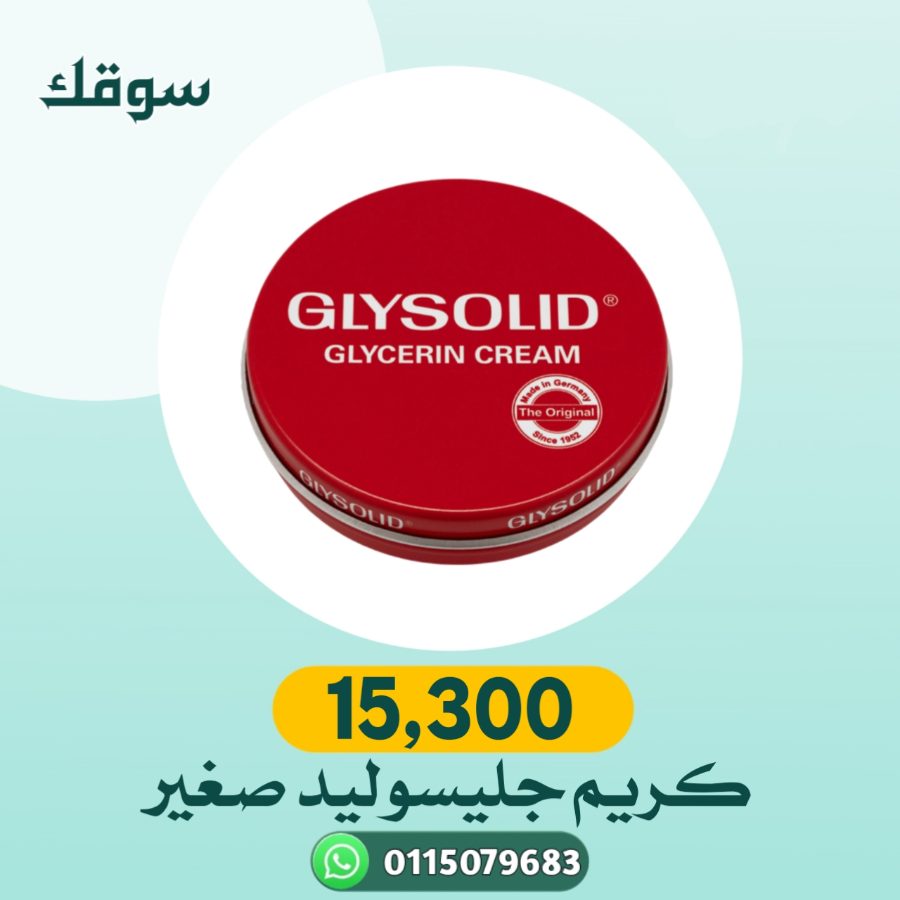 سوقك
GLYSOLID®
GLYCERIN CREAM
Made in Germany
The Original
Since 1952
GLYSOLID®
GLYSOLID
15,300
كريم جليسوليد صغير
0115079683